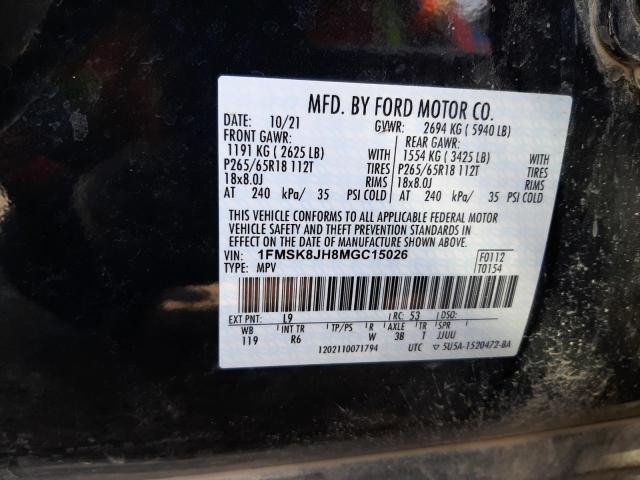 MFD. BY FORD MOTOR CO.
DATE: 10/21 GVWR: 2694 KG ( 5940 LB)
FRONT GAWR: REAR GAWR:
1191 KG ( 2625 LB) WITH 1554 KG ( 3425 LB) WITH
P265/65R18 112T TIRES P265/65R18 112T TIRES
18x8.0J RIMS 18x8.0J RIMS
AT 240 kPa/ 35 PSI COLD AT 240 kPa/ 35 PSI COLD
THIS VEHICLE CONFORMS TO ALL APPLICABLE FEDERAL MOTOR
VEHICLE SAFETY AND THEFT PREVENTION STANDARDS IN
EFFECT ON THE DATE OF MANUFACTURE SHOWN ABOVE.
VIN: 1FMSK8JH8MGC15026 F0112
TYPE: MPV T0154
EXT PNT: L9 RC: 53 DSO:
WB INT TR TP/PS R AXLE TR SPR
119 R6 W 3B T JJUU
1202110071794 UTC 5U5A-1520472-BA